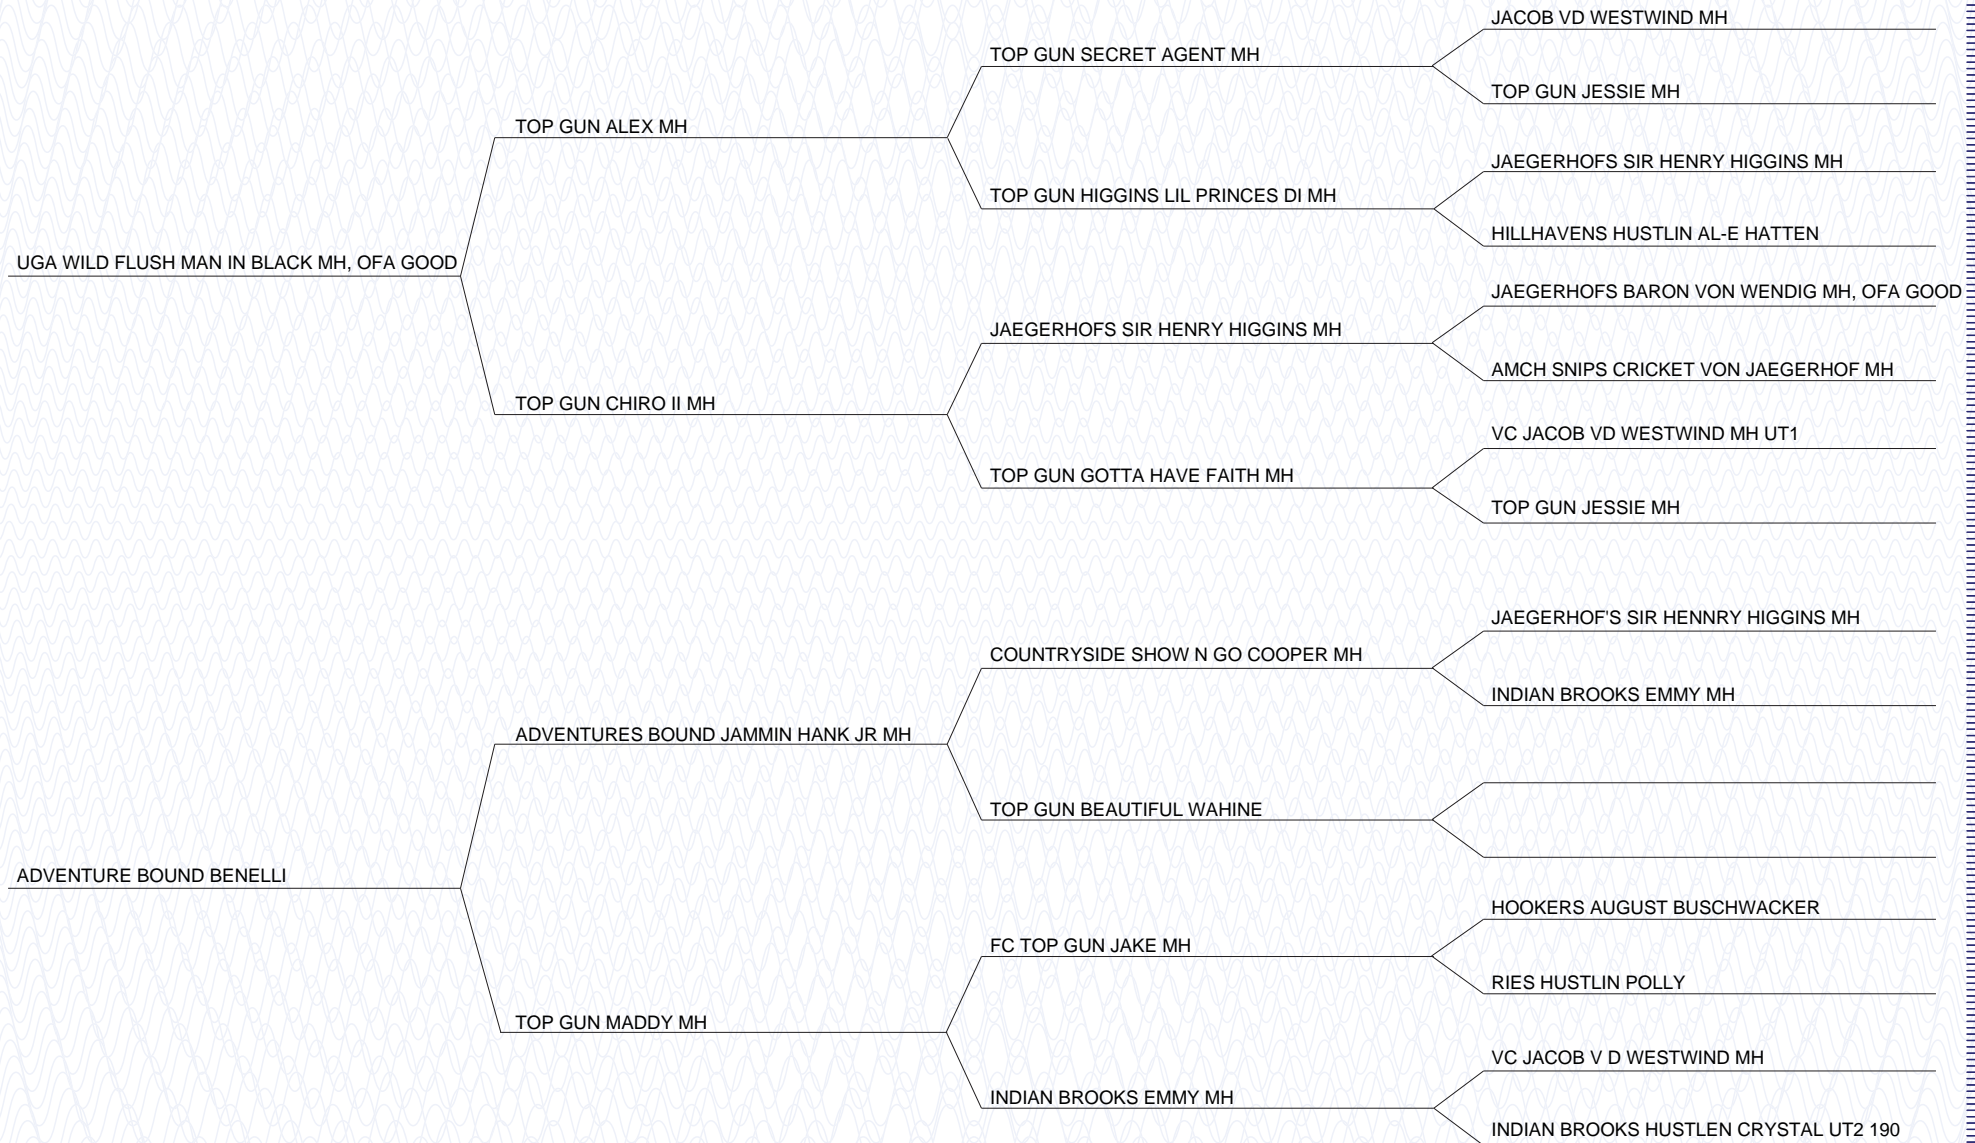 JACOB VD WESTWIND MH
TOP GUN SECRET AGENT MH
TOP GUN JESSIE MH
TOP GUN ALEX MH
JAEGERHOFS SIR HENRY HIGGINS MH
TOP GUN HIGGINS LIL PRINCES DI MH
HILLHAVENS HUSTLIN AL-E HATTEN
UGA WILD FLUSH MAN IN BLACK MH, OFA GOOD
JAEGERHOFS BARON VON WENDIG MH, OFA GOOD
JAEGERHOFS SIR HENRY HIGGINS MH
AMCH SNIPS CRICKET VON JAEGERHOF MH
TOP GUN CHIRO II MH
VC JACOB VD WESTWIND MH UT1
TOP GUN GOTTA HAVE FAITH MH
TOP GUN JESSIE MH
JAEGERHOF'S SIR HENNRY HIGGINS MH
COUNTRYSIDE SHOW N GO COOPER MH
INDIAN BROOKS EMMY MH
ADVENTURES BOUND JAMMIN HANK JR MH
TOP GUN BEAUTIFUL WAHINE
ADVENTURE BOUND BENELLI
HOOKERS AUGUST BUSCHWACKER
FC TOP GUN JAKE MH
RIES HUSTLIN POLLY
TOP GUN MADDY MH
VC JACOB V D WESTWIND MH
INDIAN BROOKS EMMY MH
INDIAN BROOKS HUSTLEN CRYSTAL UT2 190